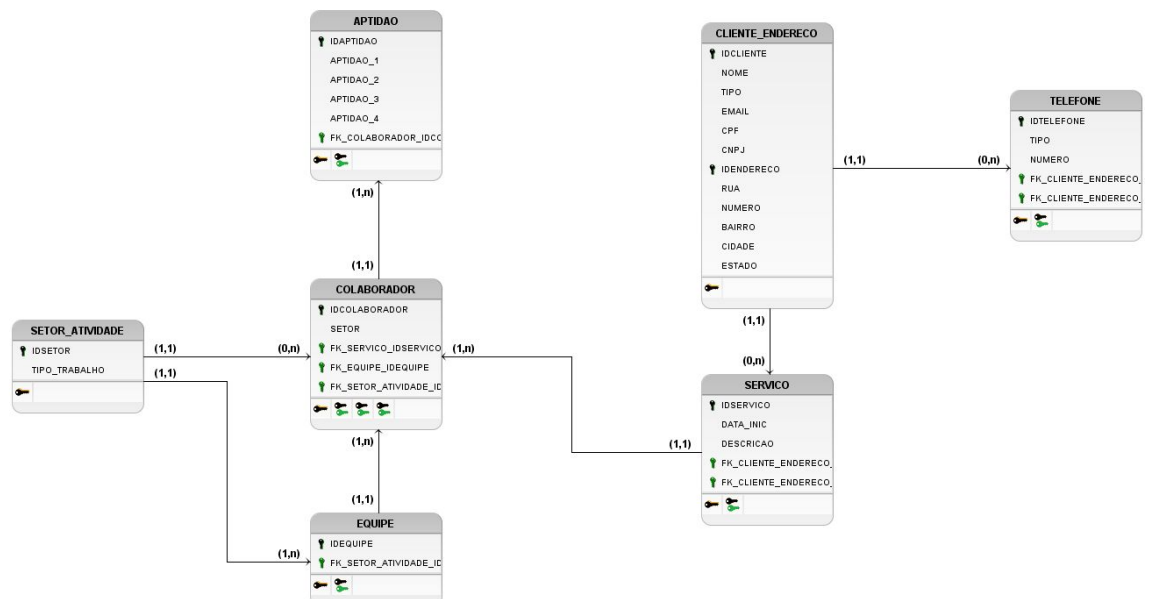 APTIDAO
IDAPTIDAO
APTIDAO_1
APTIDAO_2
APTIDAO_3
APTIDAO_4
FK_COLABORADOR_IDCO
(1,n)
(1,1)
CLIENTE_ENDERECO
IDCLIENTE
NOME
TIPO
EMAIL
CPF
CNPJ
IDENDERECO
RUA
NUMERO
BAIRRO
CIDADE
ESTADO
(1,1)
(0,n)
TELEFONE
IDTELEFONE
TIPO
NUMERO
FK_CLIENTE_ENDERECO_
FK_CLIENTE_ENDERECO_
(1,1)
(0,n)
SETOR_ATIVIDADE
IDSETOR
TIPO_TRABALHO
(1,1)
(0,n)
(1,1)
(1,n)
COLABORADOR
IDCOLABORADOR
SETOR
FK_SERVICO_IDSERVICO
FK_EQUIPE_IDEQUIPE
FK_SETOR_ATIVIDADE_ID
(1,n)
(1,1)
(1,n)
(1,1)
SERVICO
IDSERVICO
DATA_INIC
DESCRICAO
FK_CLIENTE_ENDERECO_
FK_CLIENTE_ENDERECO_
EQUIPE
IDEQUIPE
FK_SETOR_ATIVIDADE_ID